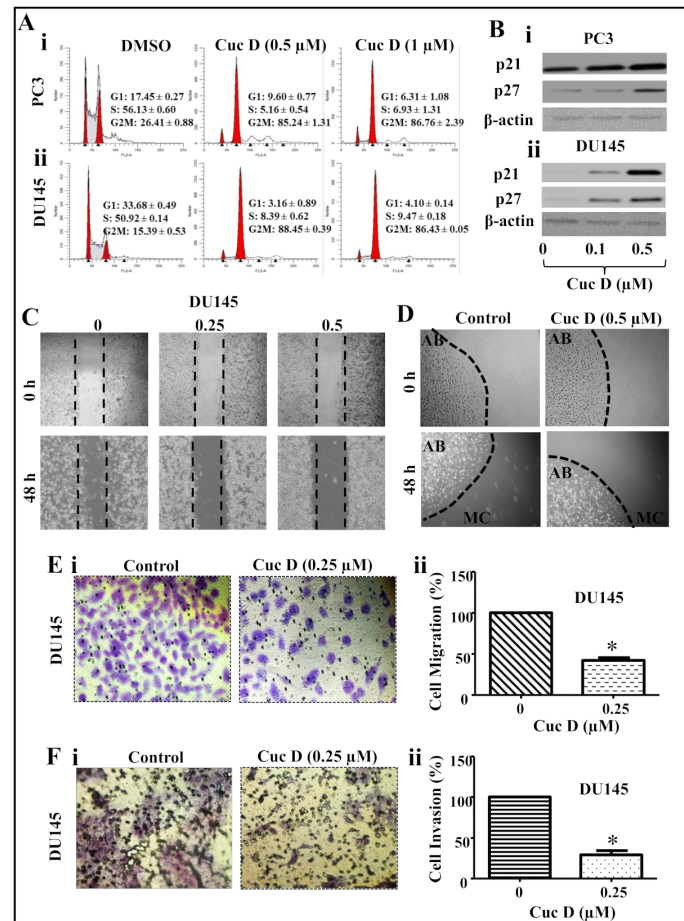 A
i
DMSO
Cuc D (0.5 µM)
Cuc D (1 µM)
PC3
G1: 17.45 ± 0.27
S: 56.13 ± 0.60
G2M: 26.41 ± 0.88
G1: 9.60 ± 0.77
S: 5.16 ± 0.54
G2M: 85.24 ± 1.31
G1: 6.31 ± 1.08
S: 6.93 ± 1.31
G2M: 86.76 ± 2.39
ii
DU145
G1: 33.68 ± 0.49
S: 50.92 ± 0.14
G2M: 15.39 ± 0.53
G1: 3.16 ± 0.89
S: 8.39 ± 0.62
G2M: 88.45 ± 0.39
G1: 4.10 ± 0.14
S: 9.47 ± 0.18
G2M: 86.43 ± 0.05
B
i
PC3
p21
p27
β-actin
ii
DU145
p21
p27
β-actin
0 0.1 0.5
Cuc D (µM)
C
DU145
0 0.25 0.5
0 h
48 h
D
Control Cuc D (0.5 µM)
0 h
AB AB
48 h
AB MC
AB MC
E
i
Control Cuc D (0.25 µM)
DU145
ii
DU145
Cell Migration (%)
150
100
50
0
*
0 0.25
Cuc D (µM)
F
i
Control Cuc D (0.25 µM)
DU145
ii
DU145
Cell Invasion (%)
150
100
50
0
*
0 0.25
Cuc D (µM)